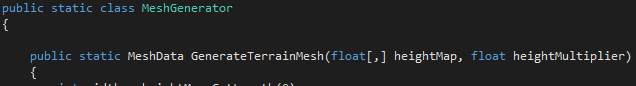 public static class MeshGenerator
{
public static MeshData GenerateTerrainMesh(float[,] heightMap, float heightMultiplier)
{